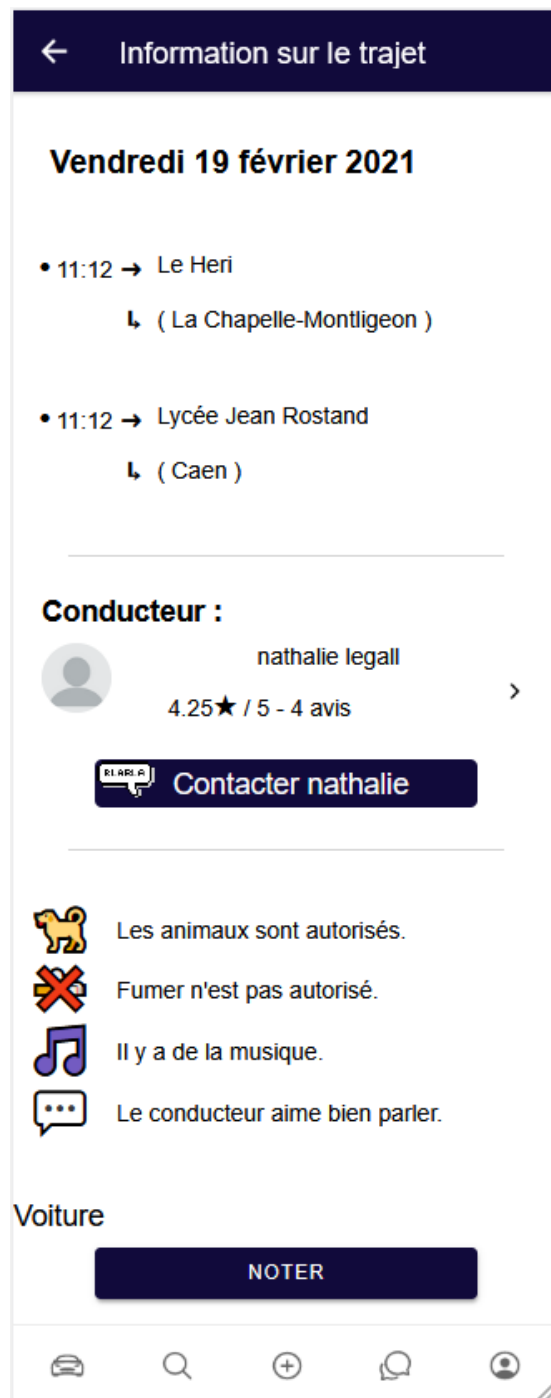 Information sur le trajet
Vendredi 19 février 2021
• 11:12 → Le Heri
↳ ( La Chapelle-Montligeon )
• 11:12 → Lycée Jean Rostand
↳ ( Caen )
Conducteur :
nathalie legall
4.25★ / 5 - 4 avis
BLABLA Contacter nathalie
Les animaux sont autorisés.
Fumer n'est pas autorisé.
Il y a de la musique.
Le conducteur aime bien parler.
Voiture
NOTER